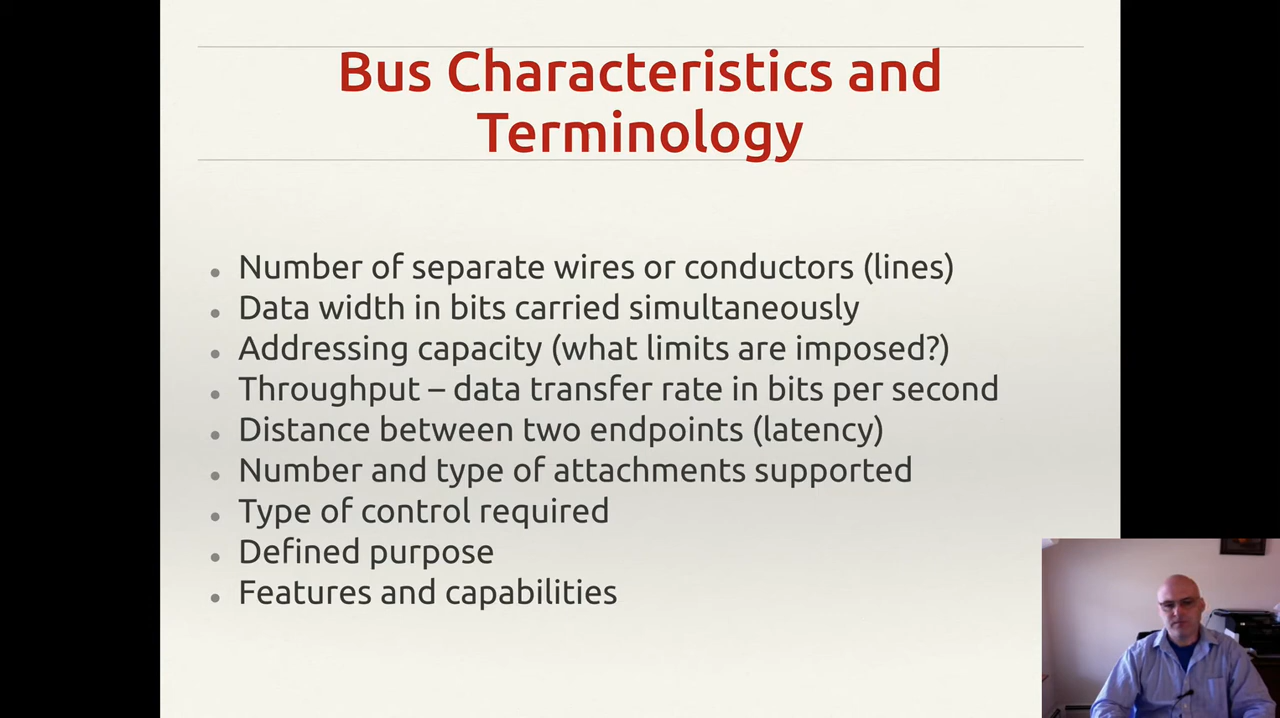 Bus Characteristics and
Terminology
Number of separate wires or conductors (lines)
Data width in bits carried simultaneously
Addressing capacity (what limits are imposed?)
Throughput – data transfer rate in bits per second
Distance between two endpoints (latency)
Number and type of attachments supported
Type of control required
Defined purpose
Features and capabilities